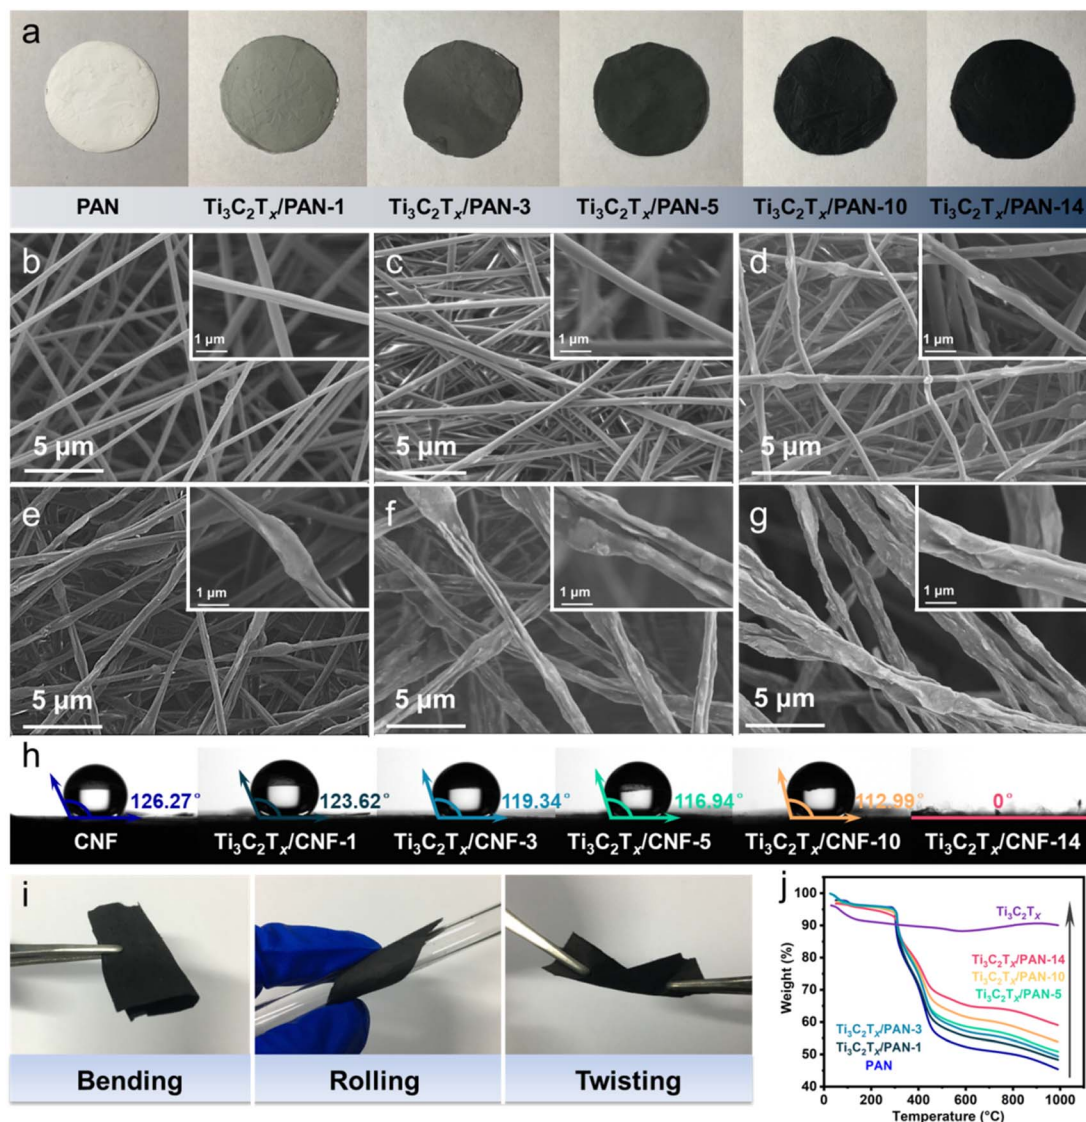 a
PAN
Ti₃C₂Tₓ/PAN-1
Ti₃C₂Tₓ/PAN-3
Ti₃C₂Tₓ/PAN-5
Ti₃C₂Tₓ/PAN-10
Ti₃C₂Tₓ/PAN-14
b
1 μm
5 μm
c
1 μm
5 μm
d
1 μm
5 μm
e
1 μm
5 μm
f
1 μm
5 μm
g
1 μm
5 μm
h
126.27°
CNF
123.62°
Ti₃C₂Tₓ/CNF-1
119.34°
Ti₃C₂Tₓ/CNF-3
116.94°
Ti₃C₂Tₓ/CNF-5
112.99°
Ti₃C₂Tₓ/CNF-10
0°
Ti₃C₂Tₓ/CNF-14
i
Bending
Rolling
Twisting
j
Weight (%)
100
90
80
70
60
50
40
Ti₃C₂Tₓ
Ti₃C₂Tₓ/PAN-14
Ti₃C₂Tₓ/PAN-10
Ti₃C₂Tₓ/PAN-5
Ti₃C₂Tₓ/PAN-3
Ti₃C₂Tₓ/PAN-1
PAN
0 200 400 600 800 1000
Temperature (°C)